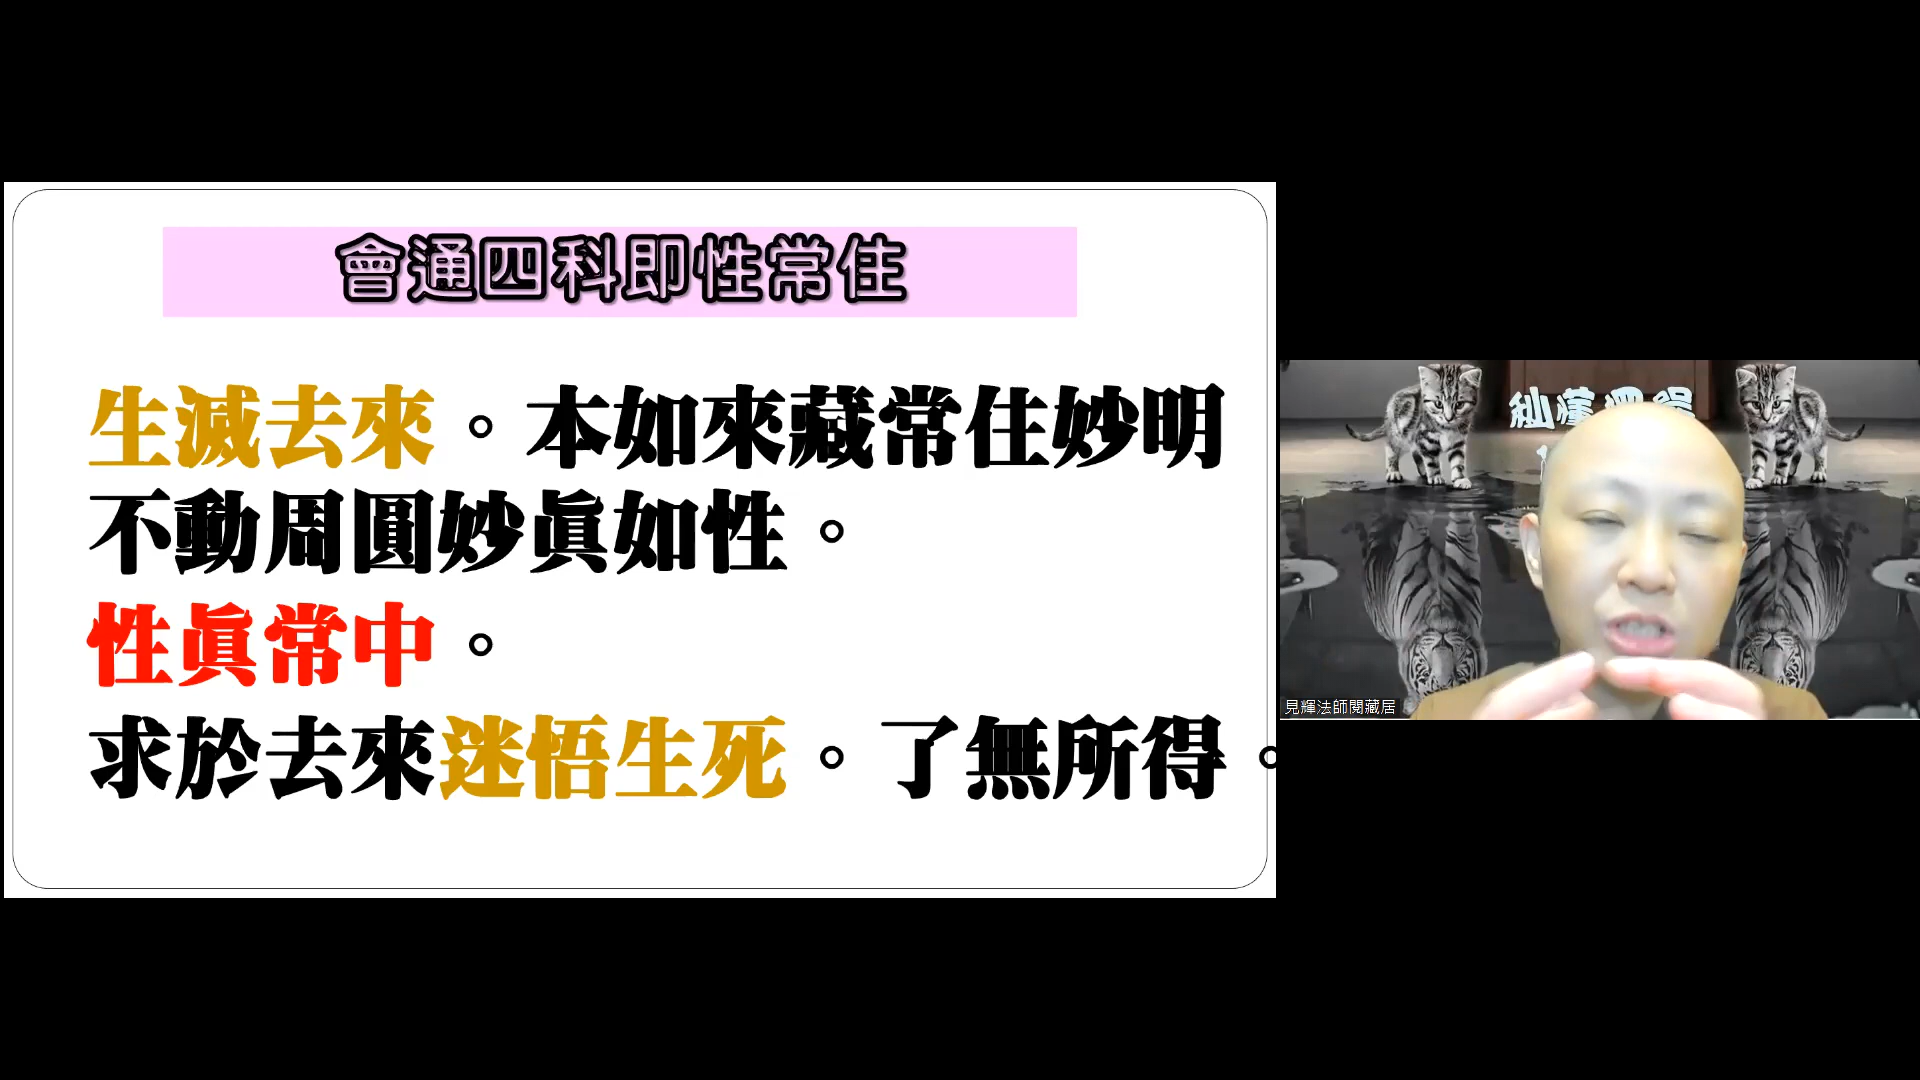 會通四科即性常住
生滅去來。本如來藏常住妙明
不動周圓妙眞如性。
性眞常中。
求於去來迷悟生死。了無所得。
見輝法師閱藏居